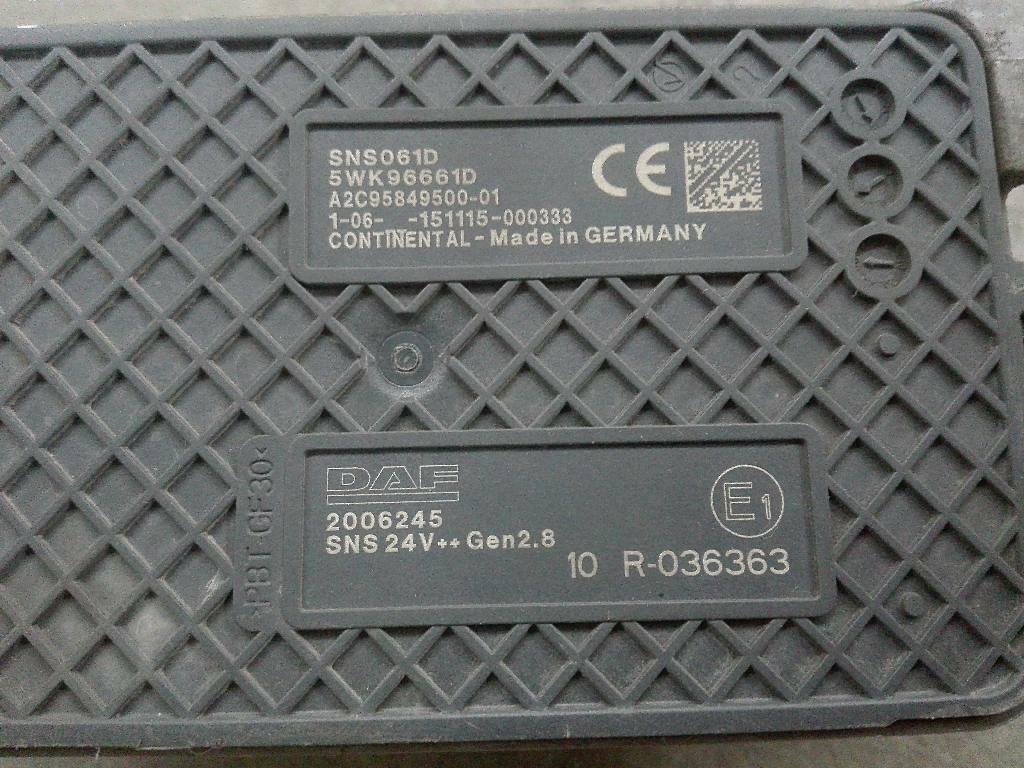 SNS061D
5WK96661D
A2C95849500-01
1-06- -151115-000333
CONTINENTAL - Made in GERMANY
CE
>PBT-GF30<
DAF
2006245
SNS 24V++ Gen2.8
E1
10 R-036363